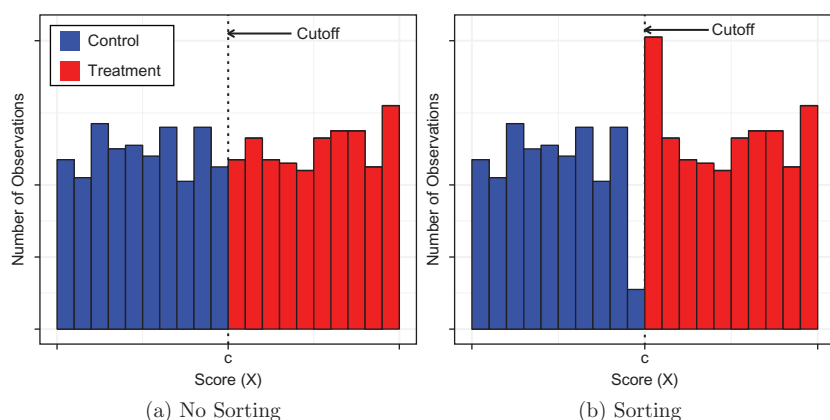 Control
Treatment
Cutoff
Number of Observations
c
Score (X)
(a) No Sorting
Cutoff
Number of Observations
c
Score (X)
(b) Sorting